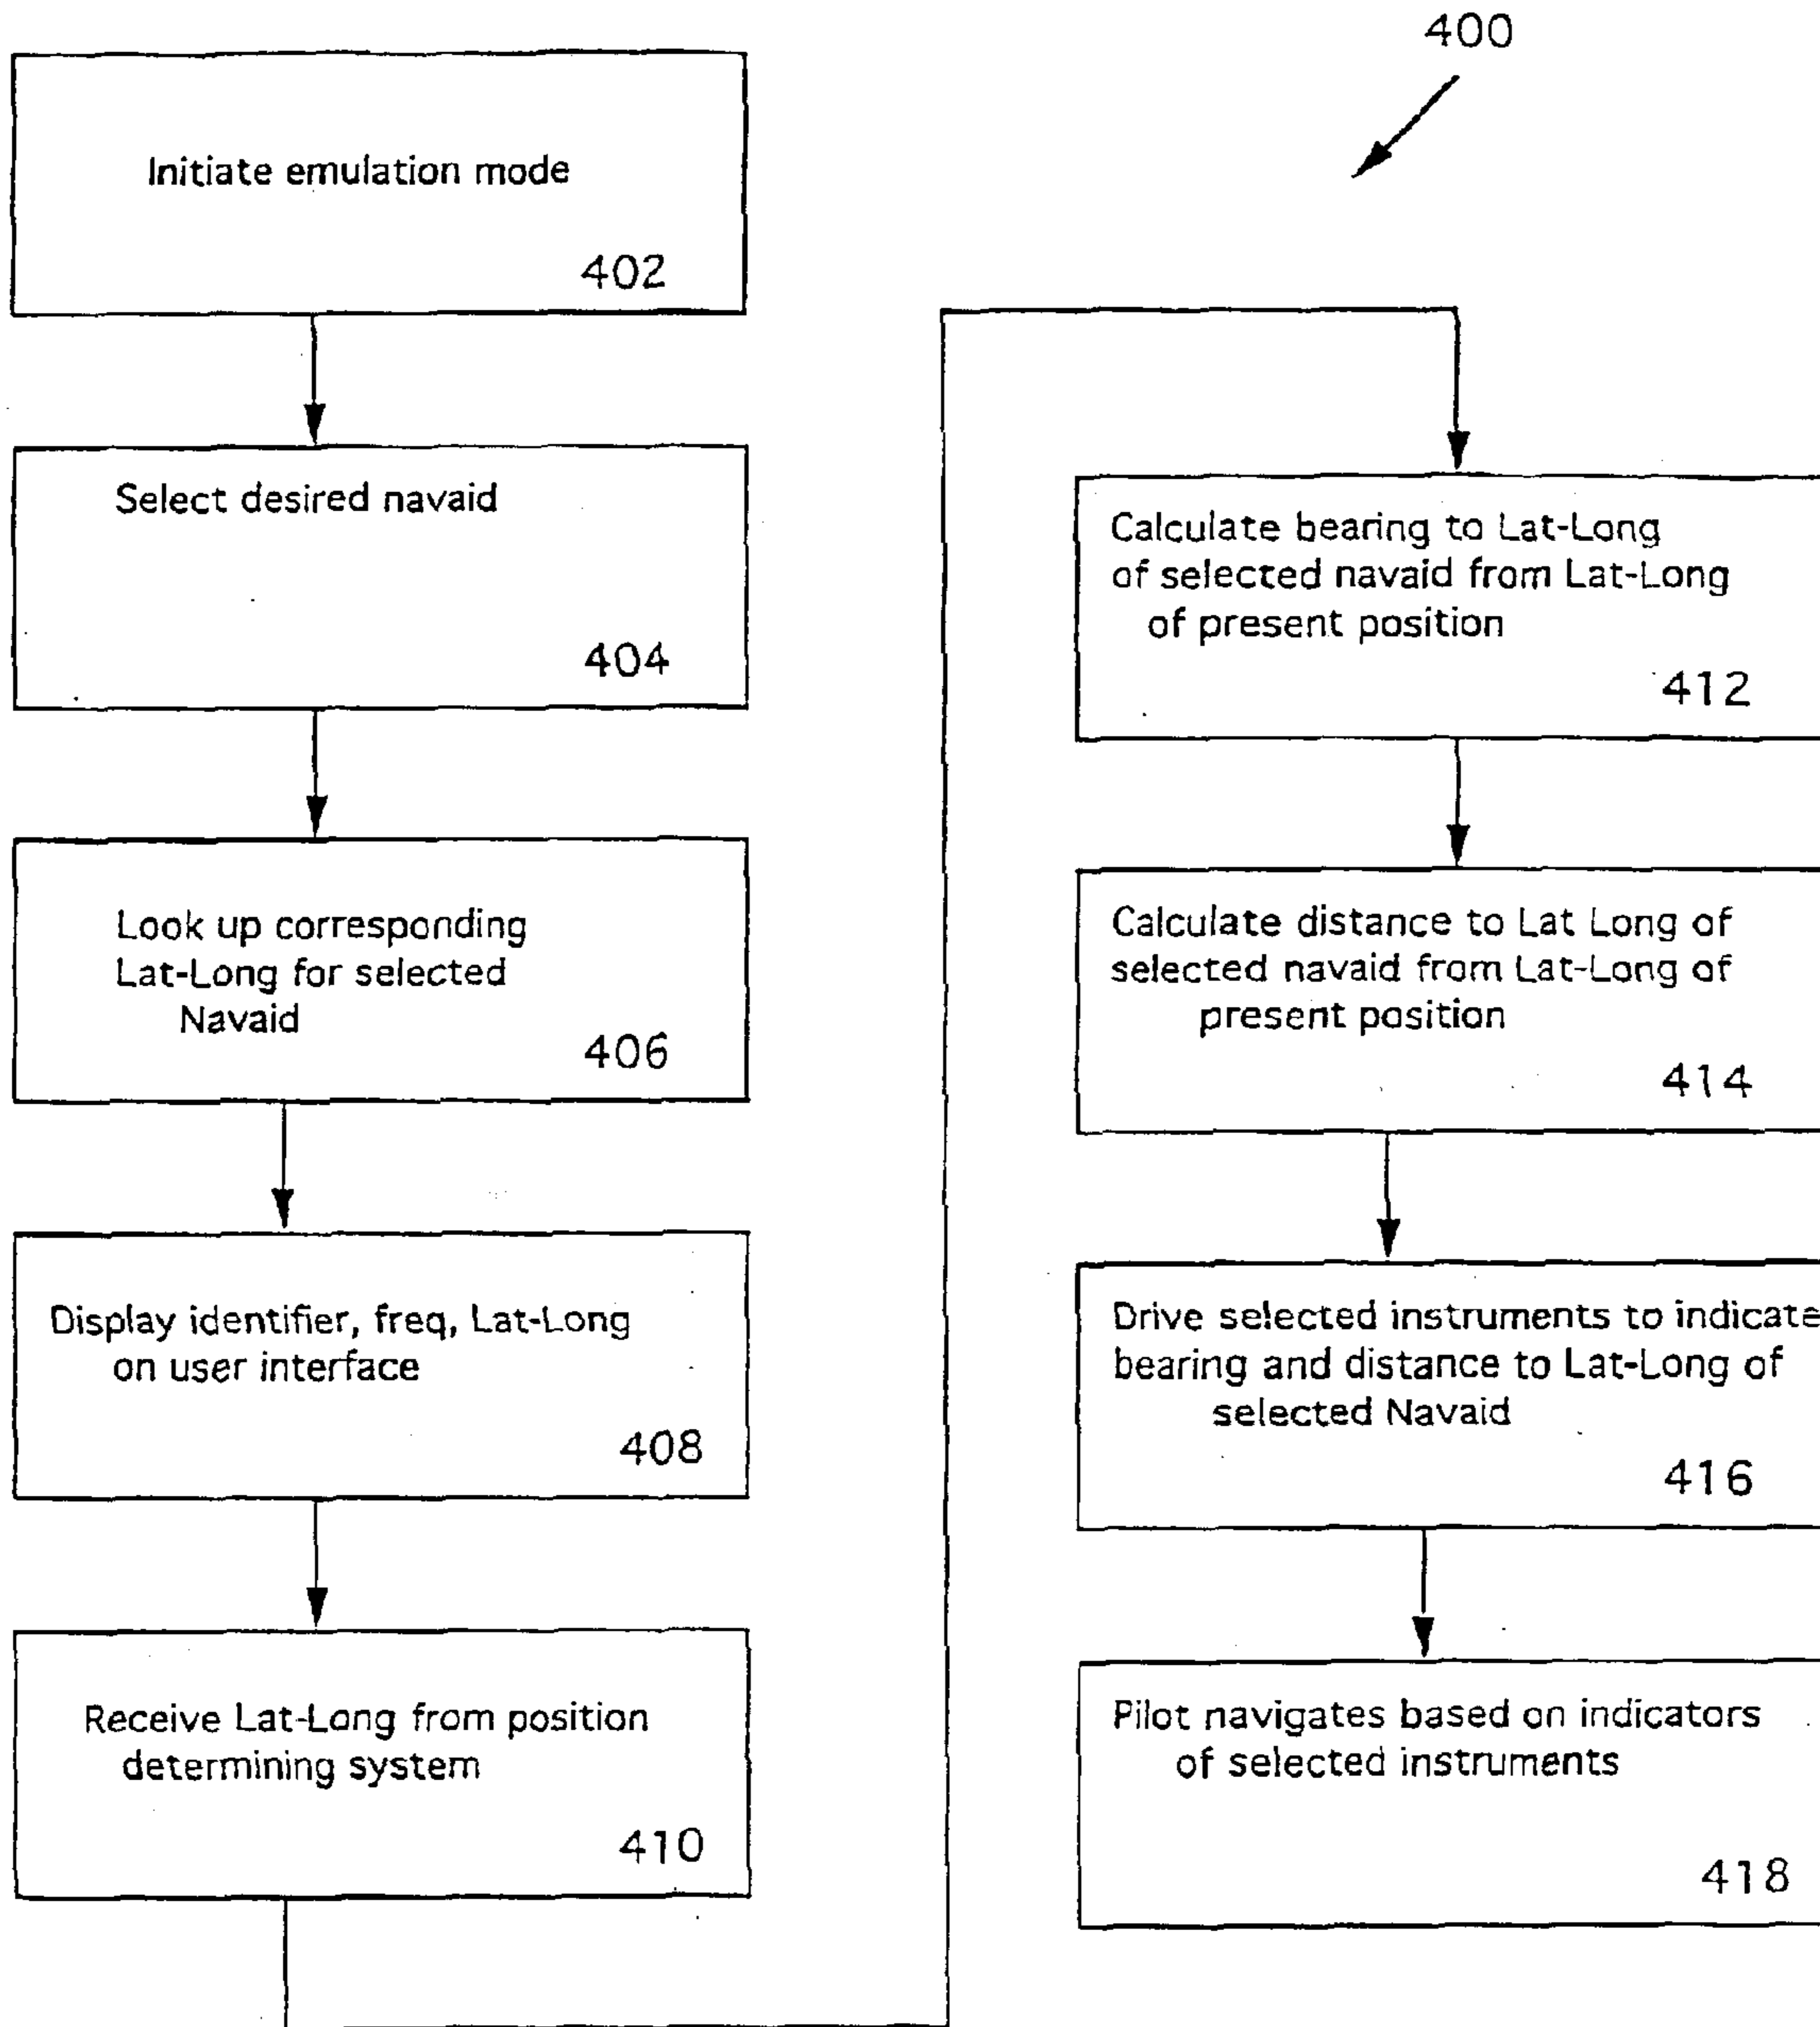 400
Initiate emulation mode
402
Select desired navaid
404
Look up corresponding
Lat-Long for selected
Navaid
406
Display identifier, freq, Lat-Long
on user interface
408
Receive Lat-Long from position
determining system
410
Calculate bearing to Lat-Long
of selected navaid from Lat-Long
of present position
412
Calculate distance to Lat Long of
selected navaid from Lat-Long of
present position
414
Drive selected instruments to indicate
bearing and distance to Lat-Long of
selected Navaid
416
Pilot navigates based on indicators
of selected instruments
418